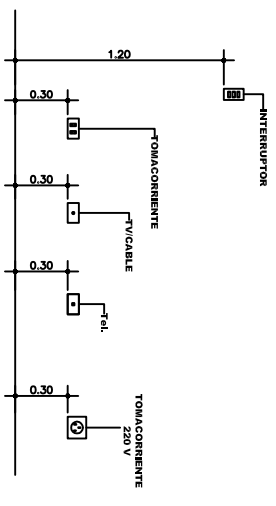 1.20
INTERRUPTOR
0.30
TOMACORRIENTE
0.30
TV/CABLE
0.30
Tel.
0.30
TOMACORRIENTE
220 V